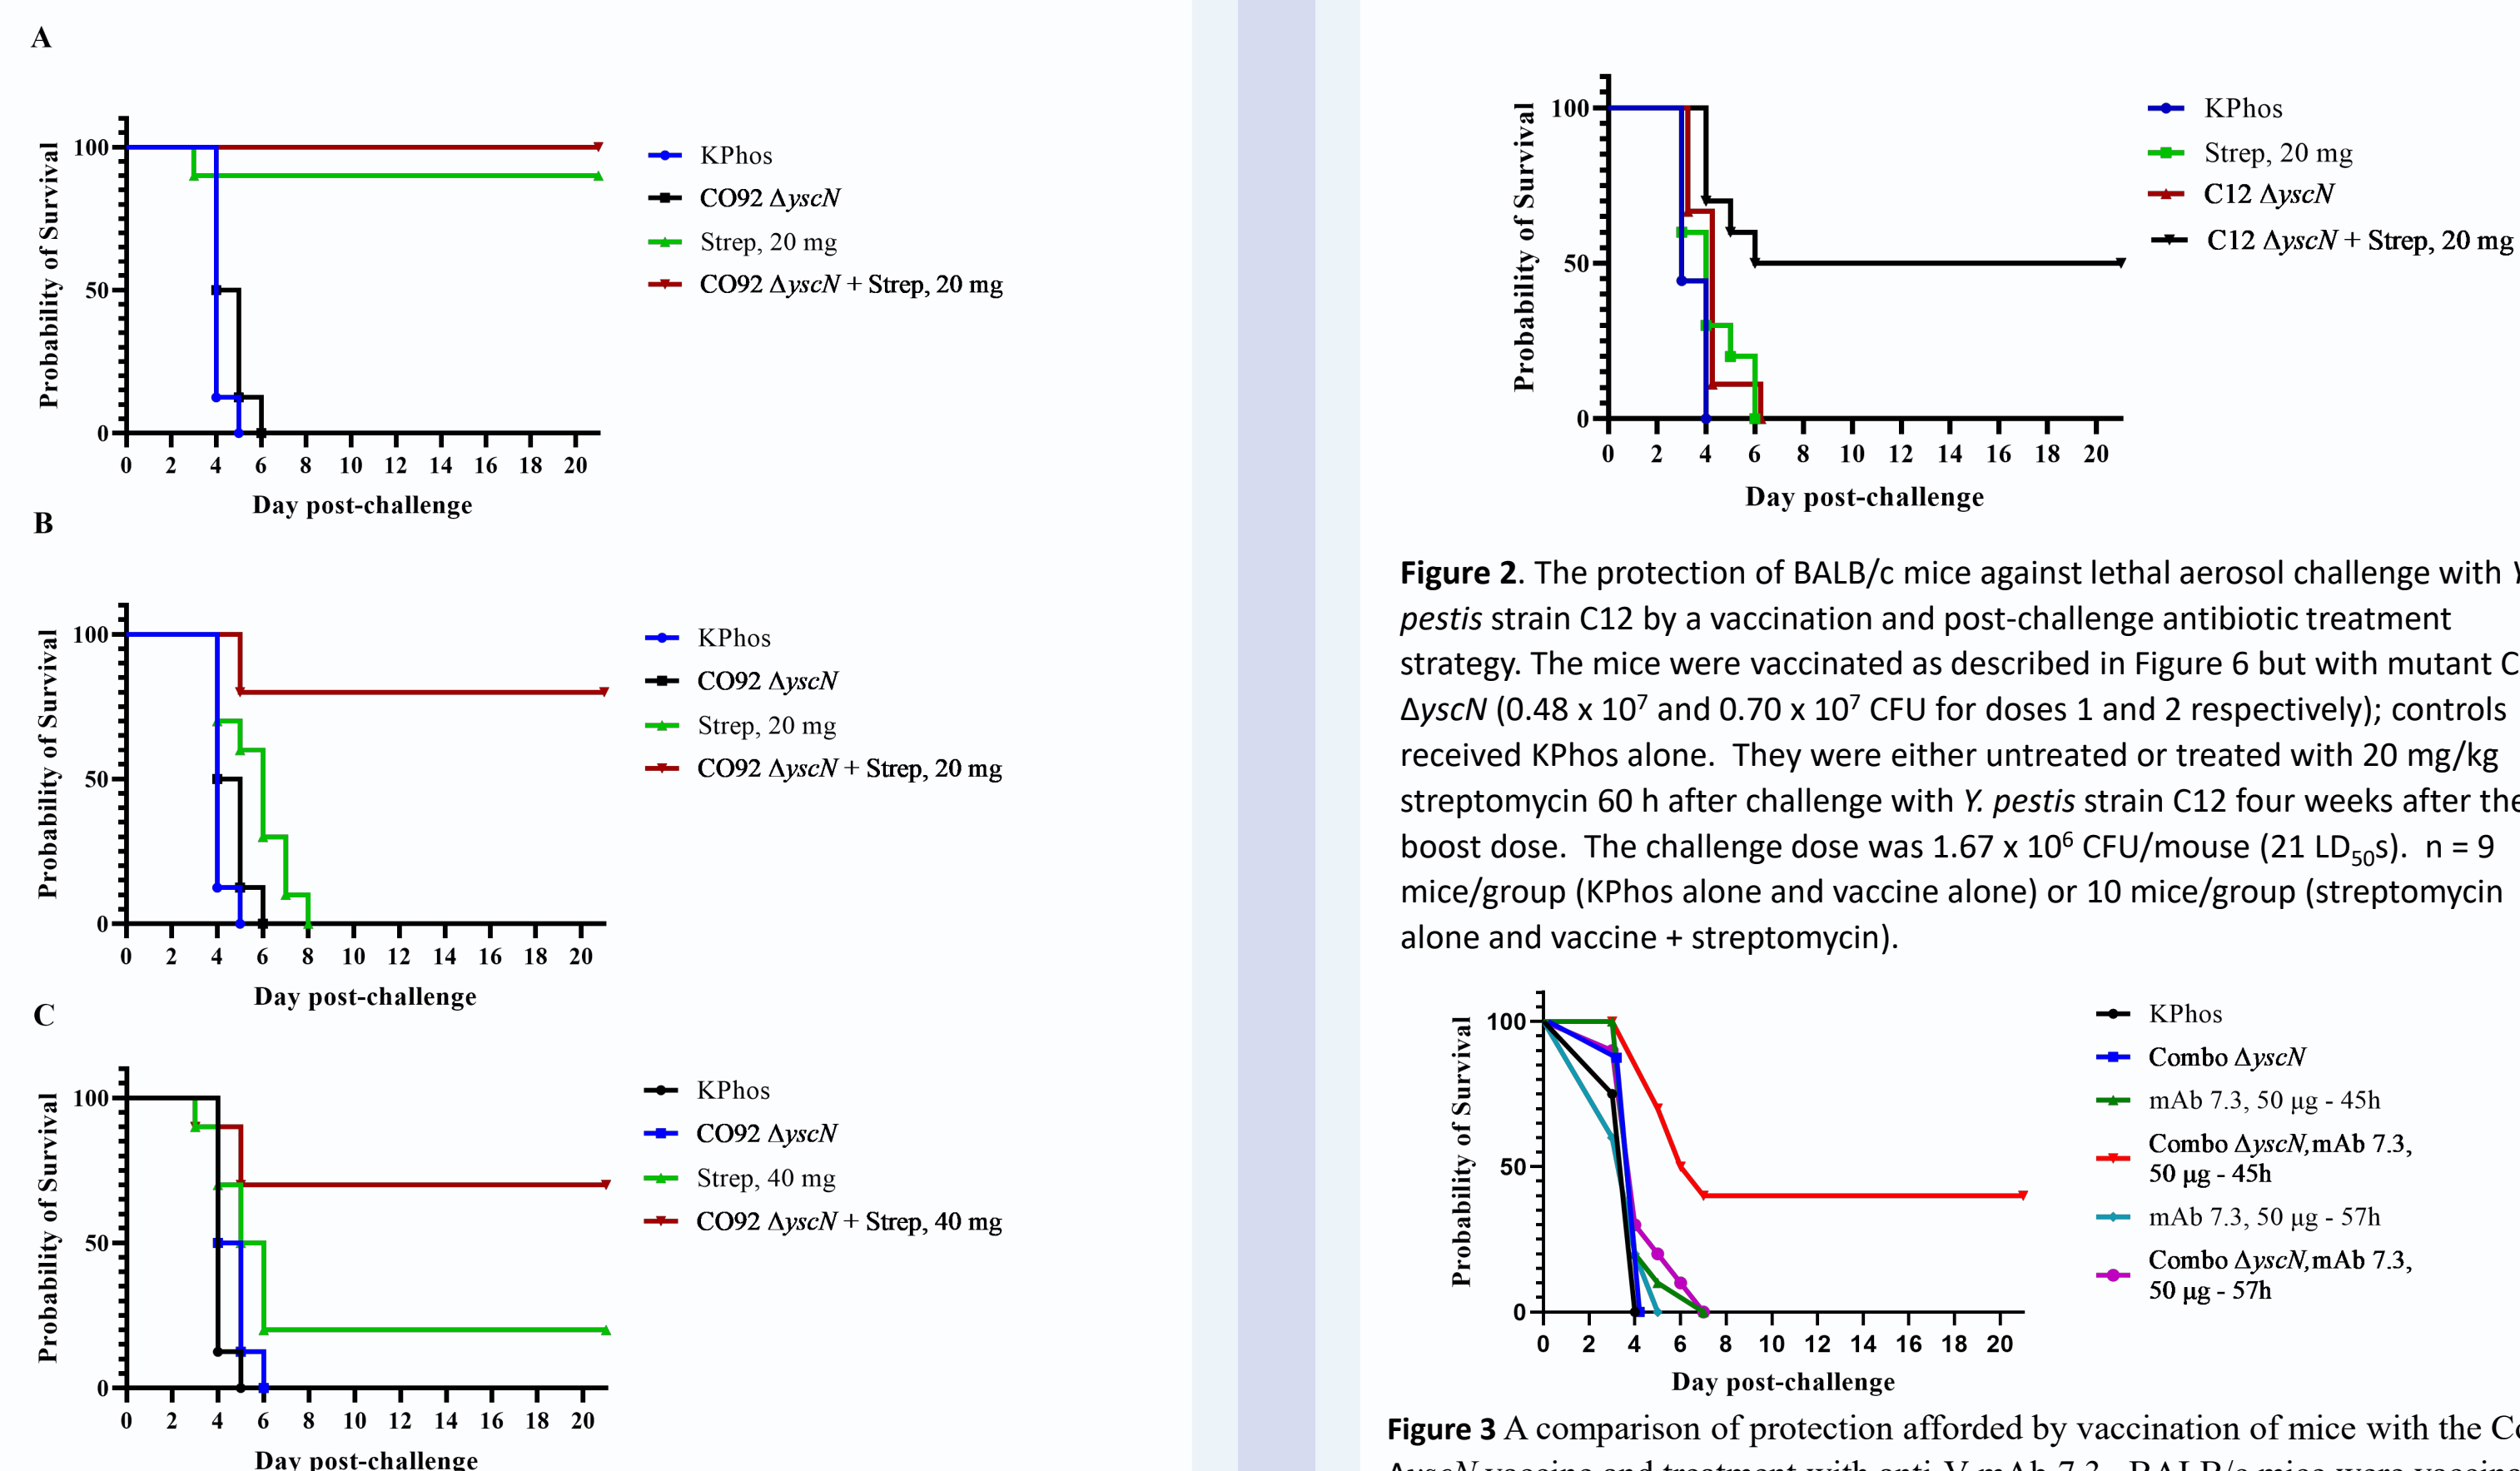 A
Probability of Survival
100
50
0
0 2 4 6 8 10 12 14 16 18 20
Day post-challenge
KPhos
CO92 ΔyscN
Strep, 20 mg
CO92 ΔyscN + Strep, 20 mg
B
Probability of Survival
100
50
0
0 2 4 6 8 10 12 14 16 18 20
Day post-challenge
KPhos
CO92 ΔyscN
Strep, 20 mg
CO92 ΔyscN + Strep, 20 mg
C
Probability of Survival
100
50
0
0 2 4 6 8 10 12 14 16 18 20
Day post-challenge
KPhos
CO92 ΔyscN
Strep, 40 mg
CO92 ΔyscN + Strep, 40 mg
Probability of Survival
100
50
0
0 2 4 6 8 10 12 14 16 18 20
Day post-challenge
KPhos
Strep, 20 mg
C12 ΔyscN
C12 ΔyscN + Strep, 20 mg
Figure 2. The protection of BALB/c mice against lethal aerosol challenge with
pestis strain C12 by a vaccination and post-challenge antibiotic treatment
strategy. The mice were vaccinated as described in Figure 6 but with mutant
ΔyscN (0.48 x 10⁷ and 0.70 x 10⁷ CFU for doses 1 and 2 respectively); controls
received KPhos alone. They were either untreated or treated with 20 mg/kg
streptomycin 60 h after challenge with Y. pestis strain C12 four weeks after the
boost dose. The challenge dose was 1.67 x 10⁶ CFU/mouse (21 LD₅₀s). n = 9
mice/group (KPhos alone and vaccine alone) or 10 mice/group (streptomycin
alone and vaccine + streptomycin).
Probability of Survival
100
50
0
0 2 4 6 8 10 12 14 16 18 20
Day post-challenge
KPhos
Combo ΔyscN
mAb 7.3, 50 μg - 45h
Combo ΔyscN,mAb 7.3,
50 μg - 45h
mAb 7.3, 50 μg - 57h
Combo ΔyscN,mAb 7.3,
50 μg - 57h
Figure 3 A comparison of protection afforded by vaccination of mice with the